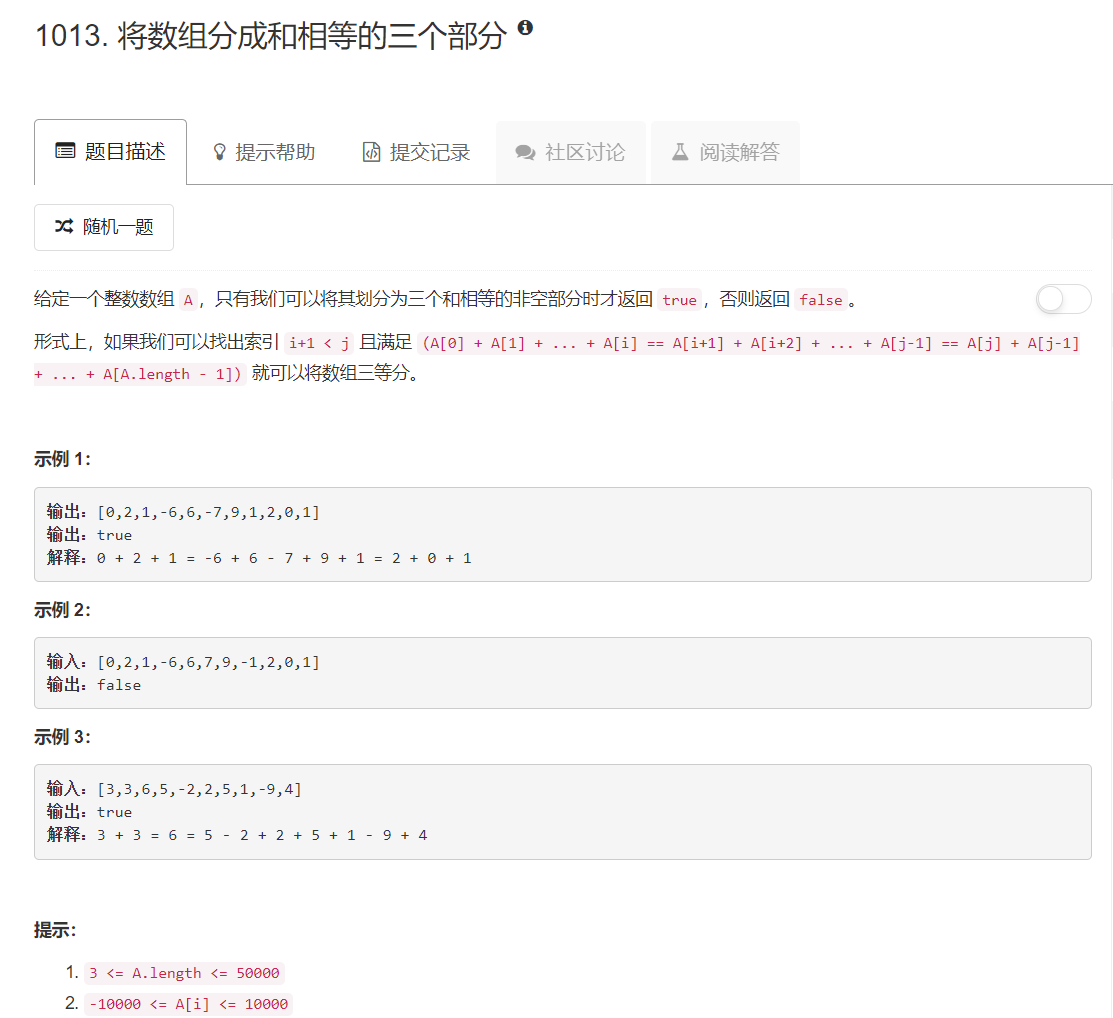 1013. 将数组分成和相等的三个部分
题目描述 提示帮助 提交记录 社区讨论 阅读解答
随机一题
给定一个整数数组 A，只有我们可以将其划分为三个和相等的非空部分时才返回 true，否则返回 false。
形式上，如果我们可以找出索引 i+1 < j 且满足 (A[0] + A[1] + ... + A[i] == A[i+1] + A[i+2] + ... + A[j-1] == A[j] + A[j-1]
+ ... + A[A.length - 1]) 就可以将数组三等分。
示例 1：
输出：[0,2,1,-6,6,-7,9,1,2,0,1]
输出：true
解释：0 + 2 + 1 = -6 + 6 - 7 + 9 + 1 = 2 + 0 + 1
示例 2：
输入：[0,2,1,-6,6,7,9,-1,2,0,1]
输出：false
示例 3：
输入：[3,3,6,5,-2,2,5,1,-9,4]
输出：true
解释：3 + 3 = 6 = 5 - 2 + 2 + 5 + 1 - 9 + 4
提示：
1. 3 <= A.length <= 50000
2. -10000 <= A[i] <= 10000